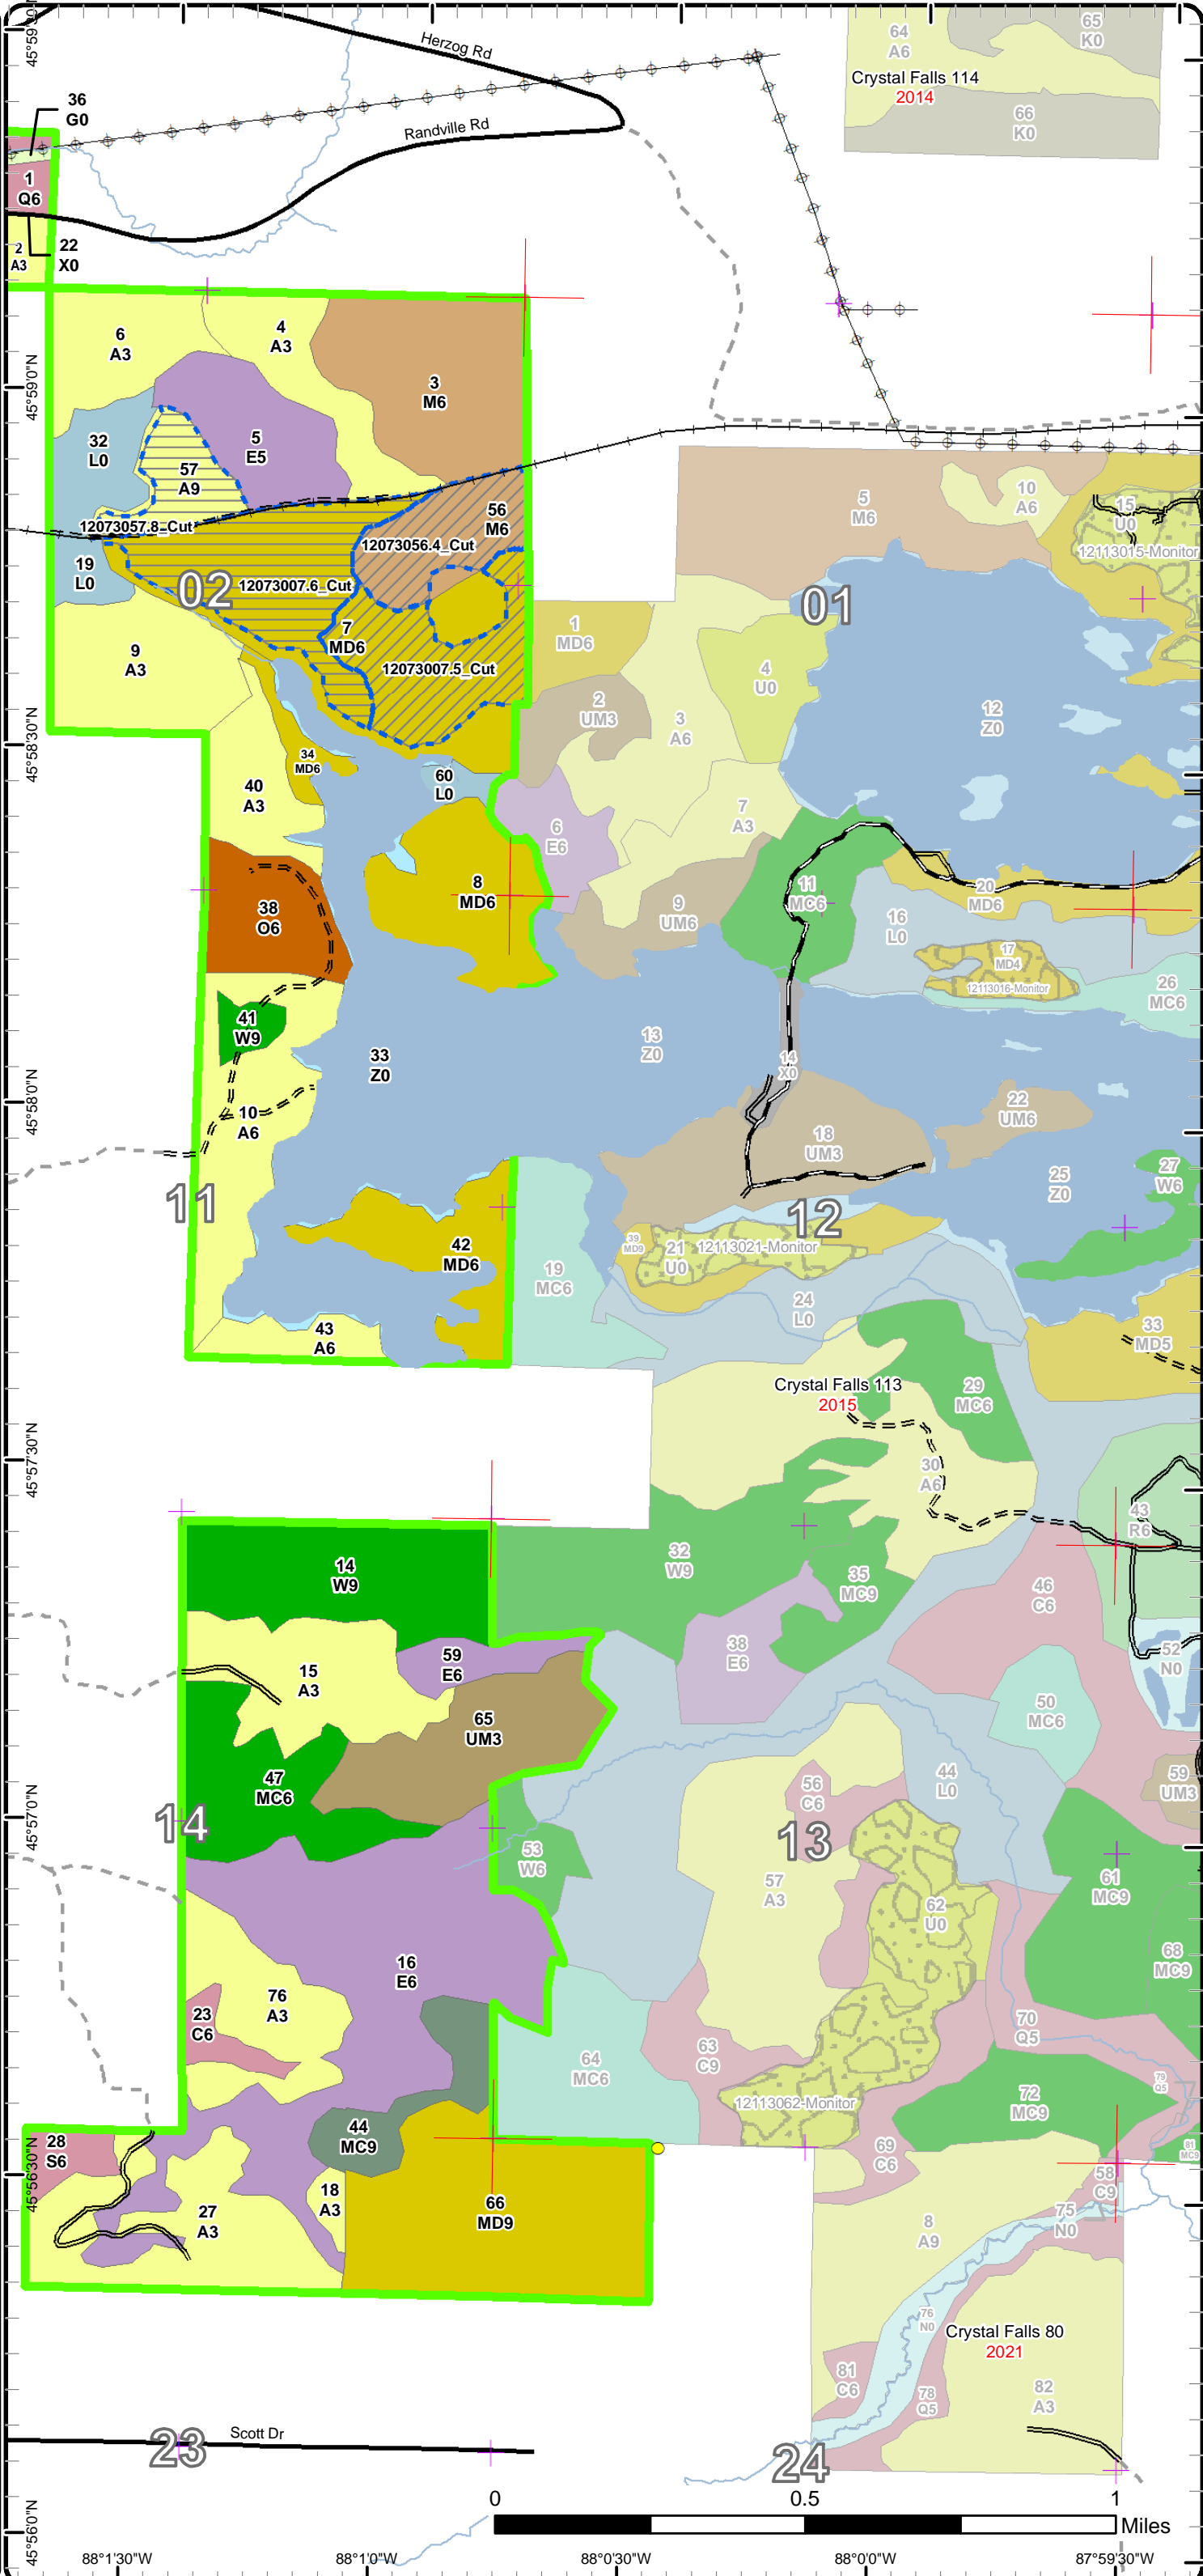 45°59'30"N
Herzog Rd
Randville Rd
36
G0
1
Q6
2
A3
22
X0
64
A6
65
K0
Crystal Falls 114
2014
66
K0
6
A3
4
A3
3
M6
45°59'0"N
32
L0
5
E5
57
A9
56
M6
12073057.8_Cut
12073056.4_Cut
19
L0
02
12073007.6_Cut
7
MD6
12073007.5_Cut
9
A3
5
M6
10
A6
15
U0
12113015-Monitor
01
1
MD6
4
U0
2
UM3
3
A6
12
Z0
45°58'30"N
34
MD6
40
A3
60
L0
6
E6
7
A3
8
MD6
38
O6
9
UM6
11
MC6
20
MD6
16
L0
17
MD4
12113016-Monitor
26
MC6
41
W9
33
Z0
13
Z0
14
X0
45°58'0"N
10
A6
18
UM3
22
UM6
25
Z0
27
W6
11
12
42
MD6
39
MD9
21
U0
12113021-Monitor
19
MC6
24
L0
43
A6
33
MD5
Crystal Falls 113
2015
29
MC6
45°57'30"N
30
A6
43
R6
14
W9
32
W9
35
MC9
46
C6
38
E6
59
E6
15
A3
52
N0
65
UM3
50
MC6
47
MC6
44
L0
56
C6
59
UM3
45°57'0"N
14
13
53
W6
57
A3
61
MC9
62
U0
16
E6
68
MC9
76
A3
23
C6
70
Q5
63
C9
64
MC6
79
Q5
72
MC9
12113062-Monitor
44
MC9
28
S6
69
C6
81
MC9
45°56'30"N
58
C9
18
A3
27
A3
66
MD9
8
A9
75
N0
76
N0
Crystal Falls 80
2021
81
C6
78
Q5
82
A3
Scott Dr
23
24
0
0.5
1
Miles
45°56'0"N
88°1'30"W
88°1'0"W
88°0'30"W
88°0'0"W
87°59'30"W